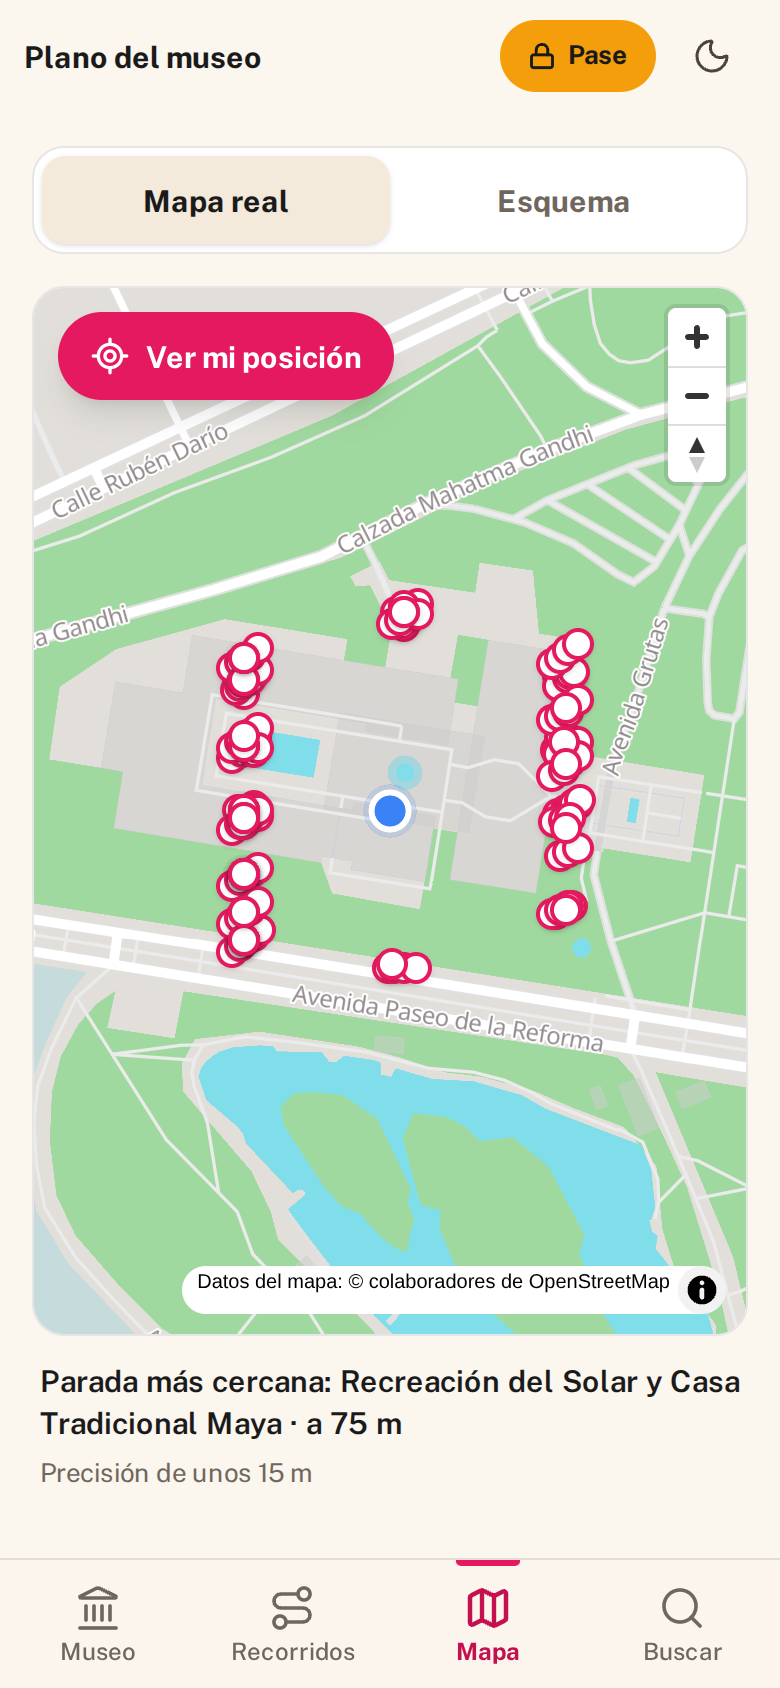 Plano del museo
Pase
Mapa real
Esquema
Ver mi posición
Calle Rubén Darío
Calzada Mahatma Gandhi
a Gandhi
Avenida Grutas
Avenida Paseo de la Reforma
Datos del mapa: © colaboradores de OpenStreetMap
Parada más cercana: Recreación del Solar y Casa
Tradicional Maya · a 75 m
Precisión de unos 15 m
Museo
Recorridos
Mapa
Buscar